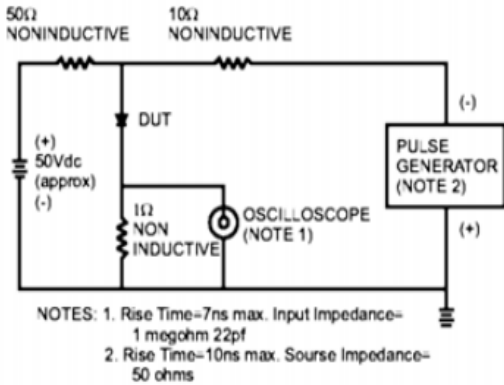 50Ω
NONINDUCTIVE
10Ω
NONINDUCTIVE
(+)
50Vdc
(approx)
(-)
DUT
1Ω
NON
INDUCTIVE
OSCILLOSCOPE
(NOTE 1)
(-)
PULSE
GENERATOR
(NOTE 2)
(+)
NOTES: 1. Rise Time=7ns max. Input Impedance=
1 megohm 22pf
2. Rise Time=10ns max. Sourse Impedance=
50 ohms